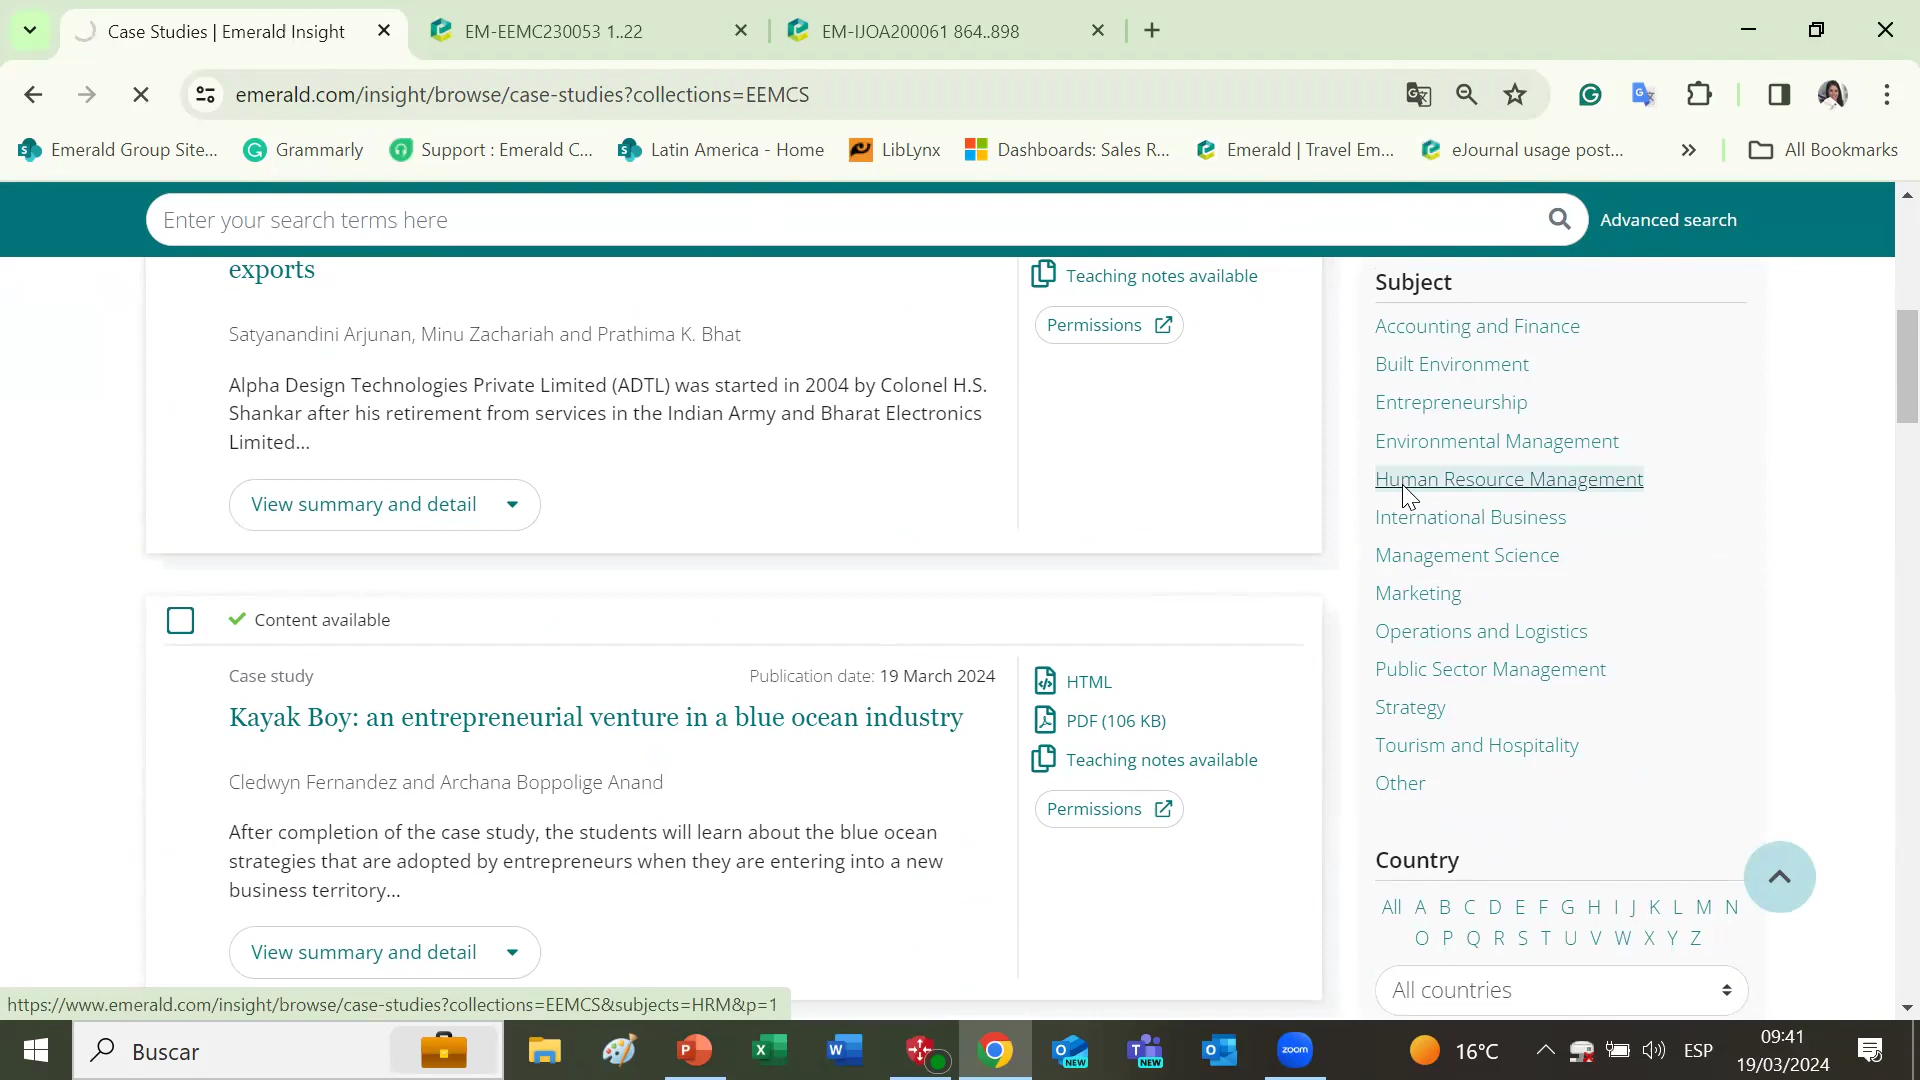 Case Studies | Emerald Insight
EM-EEMC230053 1..22
EM-IJOA200061 864..898
emerald.com/insight/browse/case-studies?collections=EEMCS
Emerald Group Site...
Grammarly
Support : Emerald C...
Latin America - Home
LibLynx
Dashboards: Sales R...
Emerald | Travel Em...
eJournal usage post...
All Bookmarks
Enter your search terms here
Advanced search
exports
Satyanandini Arjunan, Minu Zachariah and Prathima K. Bhat
Alpha Design Technologies Private Limited (ADTL) was started in 2004 by Colonel H.S.
Shankar after his retirement from services in the Indian Army and Bharat Electronics
Limited...
View summary and detail
Teaching notes available
Permissions
Content available
Case study
Publication date: 19 March 2024
Kayak Boy: an entrepreneurial venture in a blue ocean industry
Cledwyn Fernandez and Archana Boppolige Anand
After completion of the case study, the students will learn about the blue ocean
strategies that are adopted by entrepreneurs when they are entering into a new
business territory...
View summary and detail
HTML
PDF (106 KB)
Teaching notes available
Permissions
Subject
Accounting and Finance
Built Environment
Entrepreneurship
Environmental Management
Human Resource Management
International Business
Management Science
Marketing
Operations and Logistics
Public Sector Management
Strategy
Tourism and Hospitality
Other
Country
All A B C D E F G H I J K L M N
O P Q R S T U V W X Y Z
All countries
https://www.emerald.com/insight/browse/case-studies?collections=EEMCS&subjects=HRM&p=1
Buscar
NEW
NEW
zoom
16°C
ESP
09:41
19/03/2024